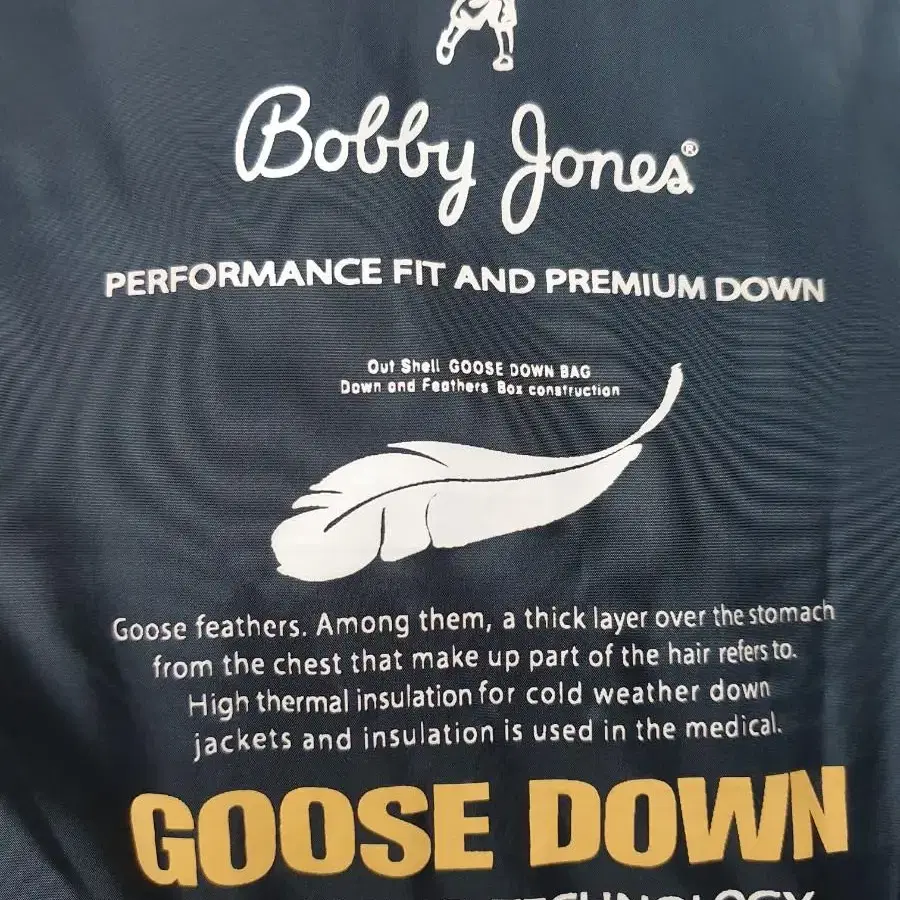 Bobby Jones®
PERFORMANCE FIT AND PREMIUM DOWN
Out Shell GOOSE DOWN BAG
Down and Feathers Box construction
Goose feathers. Among them, a thick layer over the stomach
from the chest that make up part of the hair refers to.
High thermal insulation for cold weather down
jackets and insulation is used in the medical.
GOOSE DOWN
TECHNOLOGY